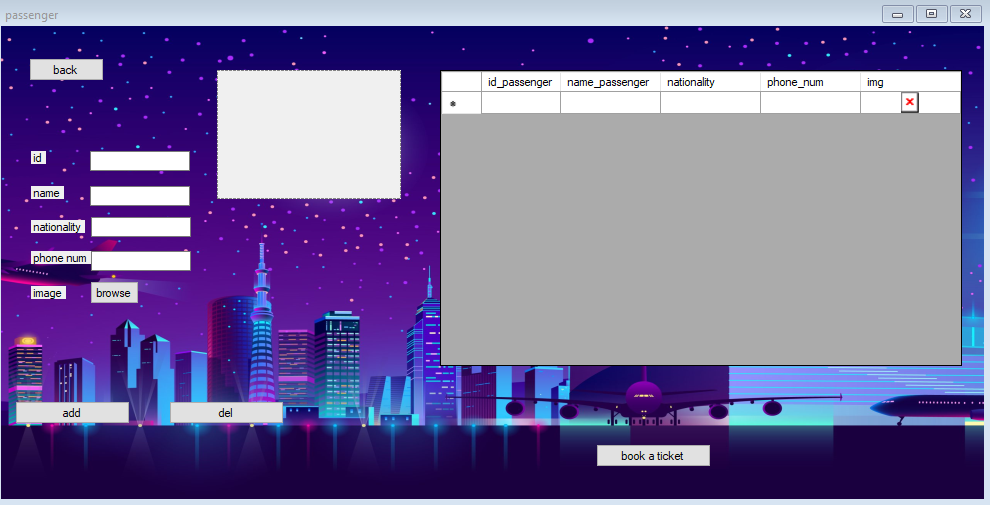 passenger
back
id_passenger name_passenger nationality phone_num img
id
name
nationality
phone num
image browse
add del
book a ticket